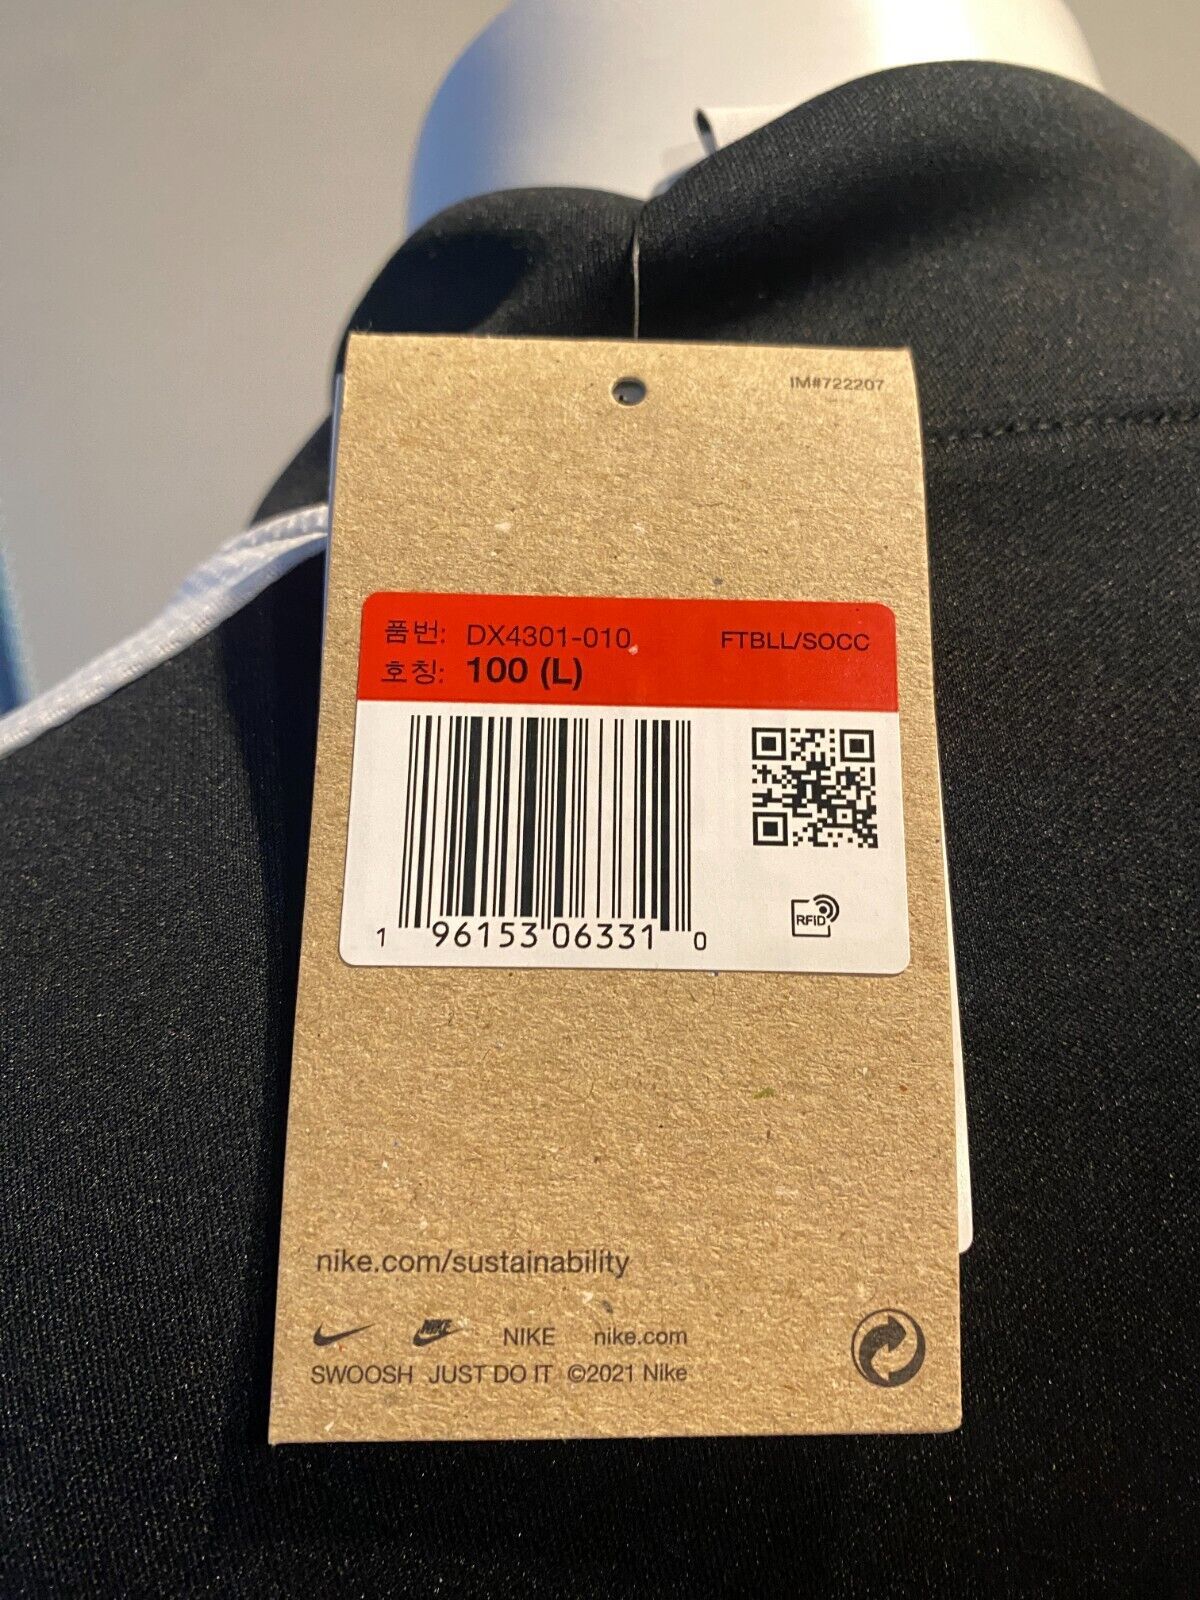 IM#722207
품번: DX4301-010 FTBLL/SOCC
호칭: 100 (L)
1 96153 06331 0
RFID
nike.com/sustainability
NIKE NIKE nike.com
SWOOSH JUST DO IT ©2021 Nike